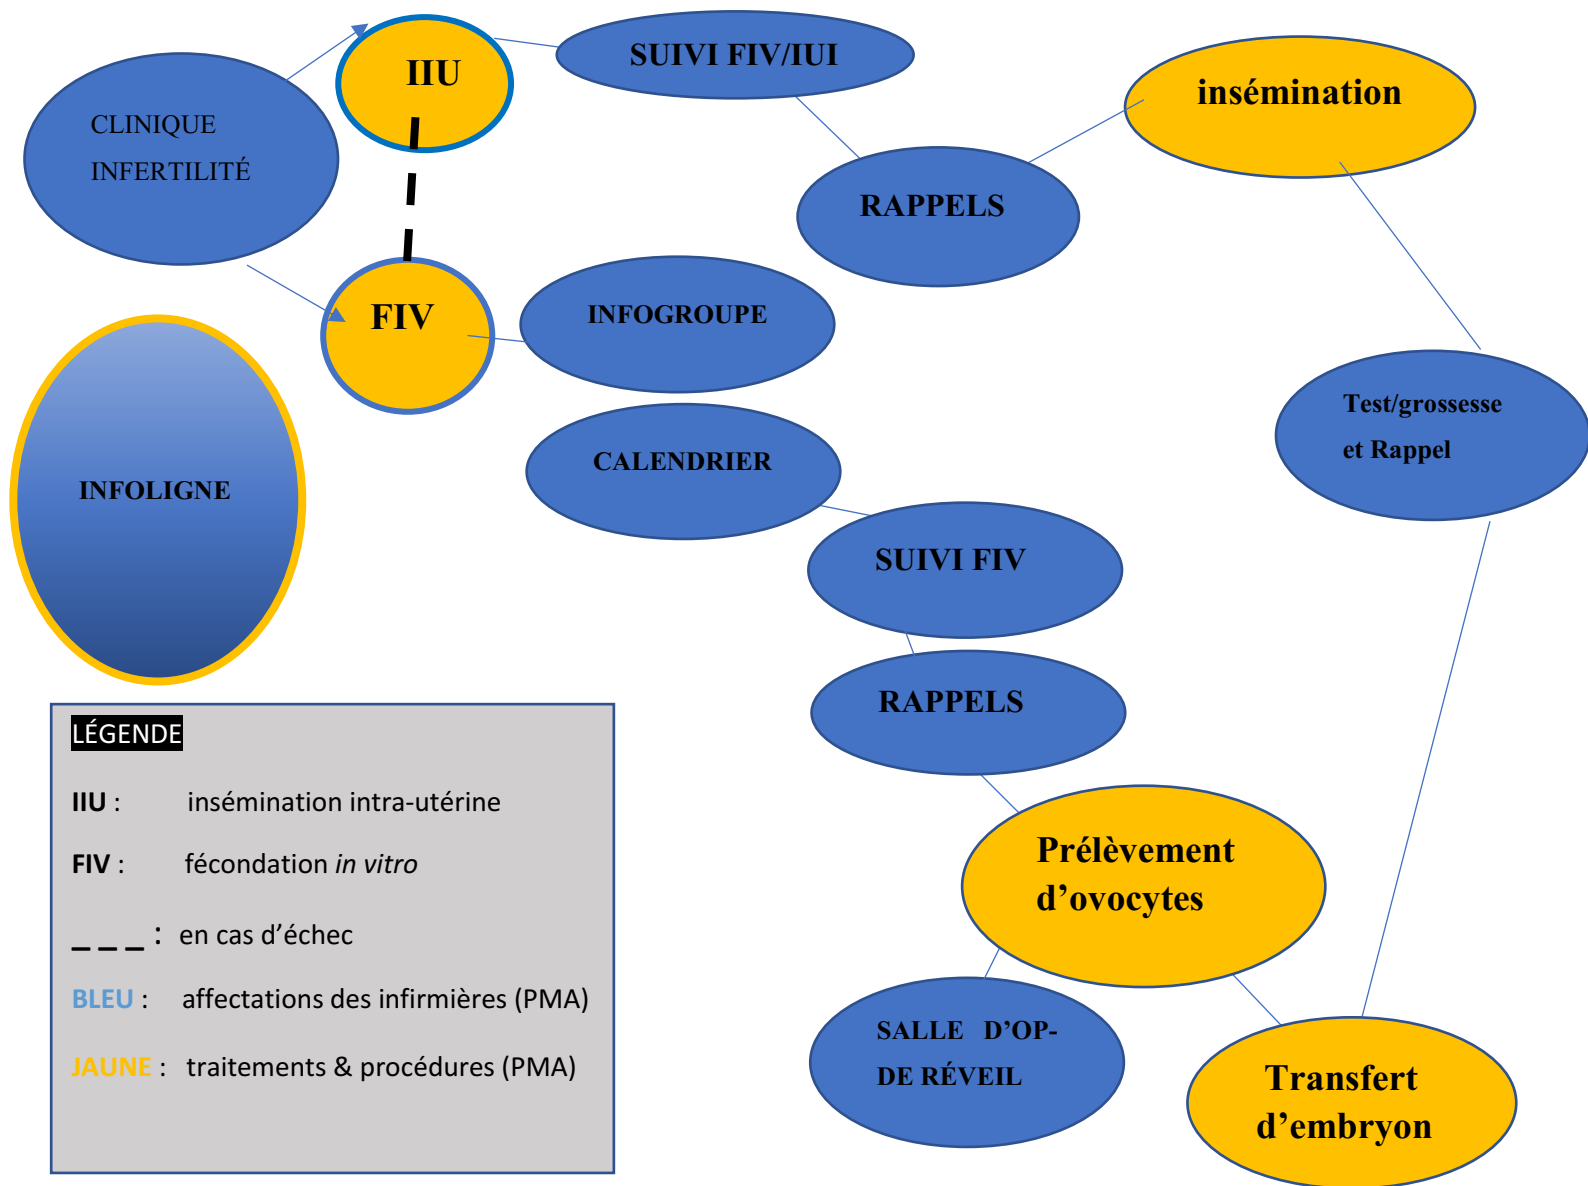 IIU
SUIVI FIV/IUI
insémination
CLINIQUE
INFERTILITÉ
RAPPELS
FIV
INFOGROUPE
Test/grossesse
et Rappel
CALENDRIER
INFOLIGNE
SUIVI FIV
RAPPELS
Prélèvement
d’ovocytes
SALLE D’OP-
DE RÉVEIL
Transfert
d’embryon
LÉGENDE
IIU : insémination intra-utérine
FIV : fécondation in vitro
_ _ _ : en cas d’échec
BLEU : affectations des infirmières (PMA)
JAUNE : traitements & procédures (PMA)